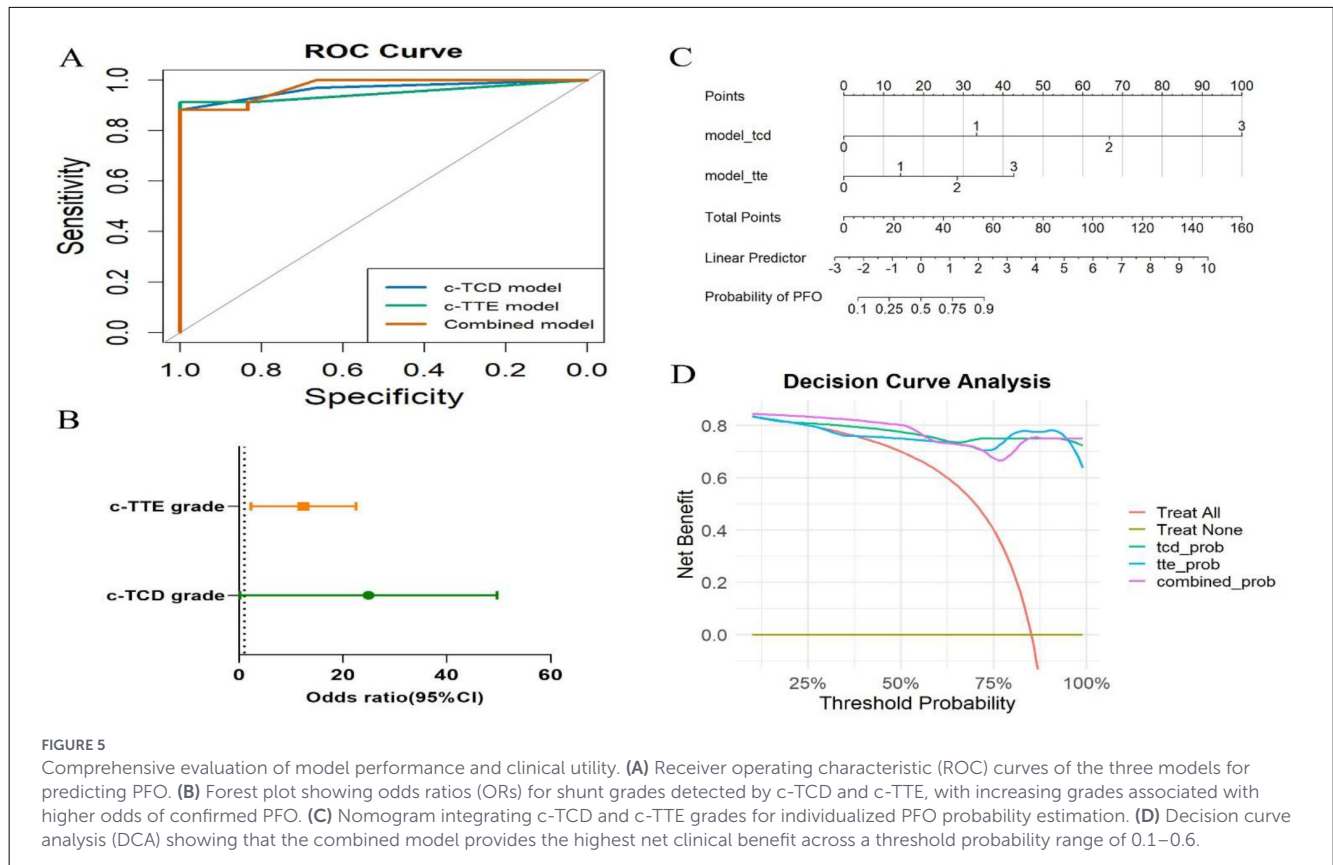 A
ROC Curve
Sensitivity
0.0 0.2 0.4 0.6 0.8 1.0
c-TCD model
c-TTE model
Combined model
1.0 0.8 0.6 0.4 0.2 0.0
Specificity
B
c-TTE grade
c-TCD grade
0 20 40 60
Odds ratio(95%CI)
C
Points
0 10 20 30 40 50 60 70 80 90 100
model_tcd
0 1 2 3
model_tte
0 1 2 3
Total Points
0 20 40 60 80 100 120 140 160
Linear Predictor
-3 -2 -1 0 1 2 3 4 5 6 7 8 9 10
Probability of PFO
0.1 0.25 0.5 0.75 0.9
D
Decision Curve Analysis
Net Benefit
0.8
0.6
0.4
0.2
0.0
25% 50% 75% 100%
Threshold Probability
Treat All
Treat None
tcd_prob
tte_prob
combined_prob
FIGURE 5
Comprehensive evaluation of model performance and clinical utility. (A) Receiver operating characteristic (ROC) curves of the three models for
predicting PFO. (B) Forest plot showing odds ratios (ORs) for shunt grades detected by c-TCD and c-TTE, with increasing grades associated with
higher odds of confirmed PFO. (C) Nomogram integrating c-TCD and c-TTE grades for individualized PFO probability estimation. (D) Decision curve
analysis (DCA) showing that the combined model provides the highest net clinical benefit across a threshold probability range of 0.1–0.6.